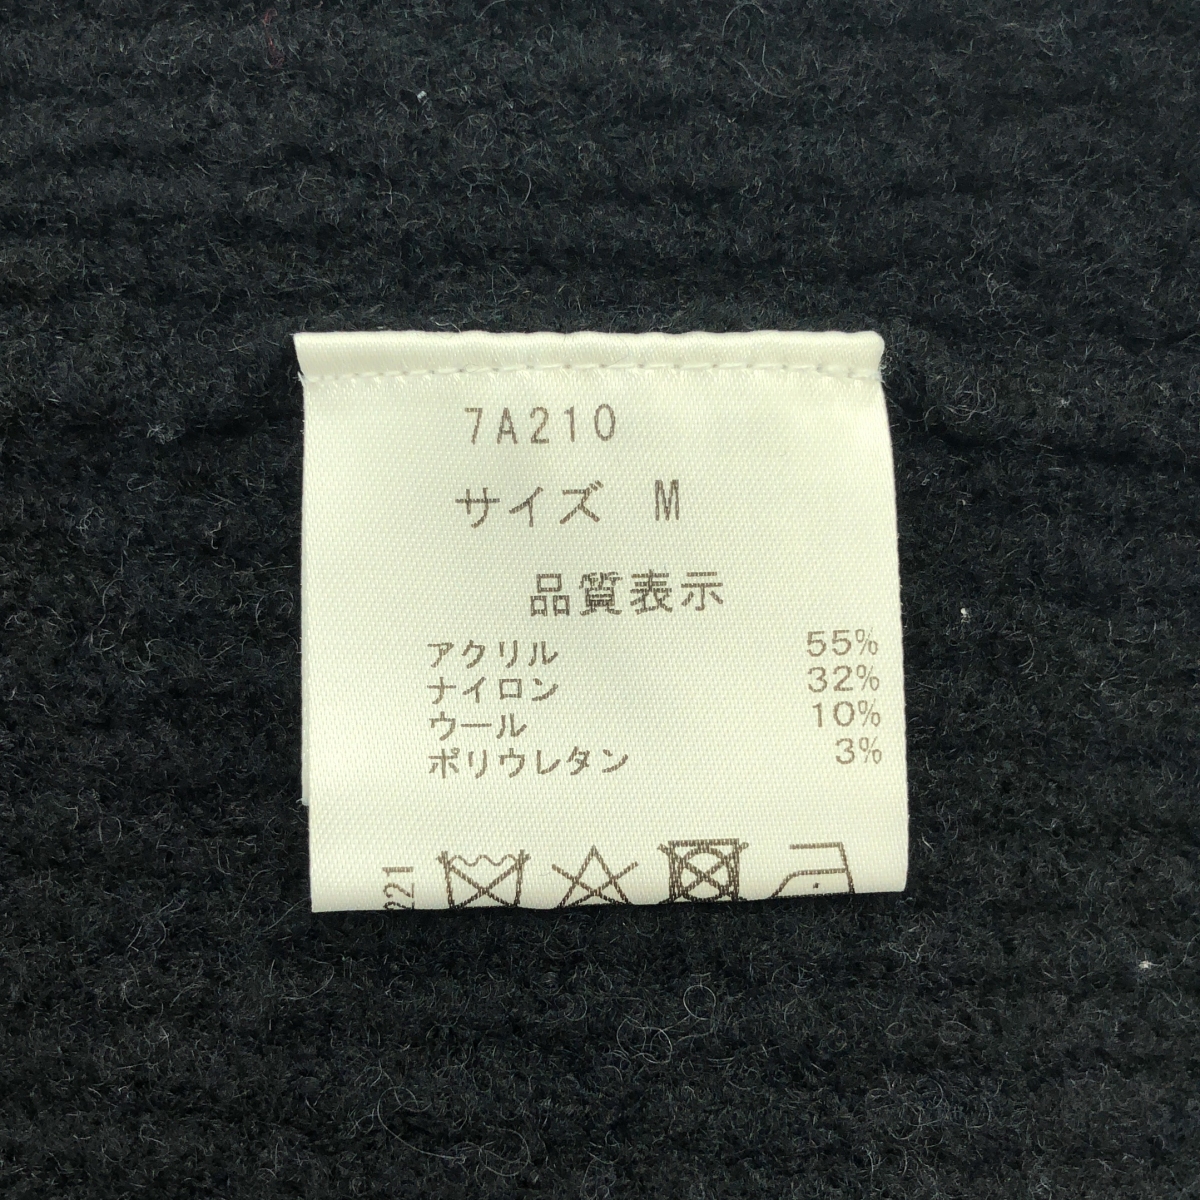 7A210
サイズ M
品質表示
アクリル 55%
ナイロン 32%
ウール 10%
ポリウレタン 3%